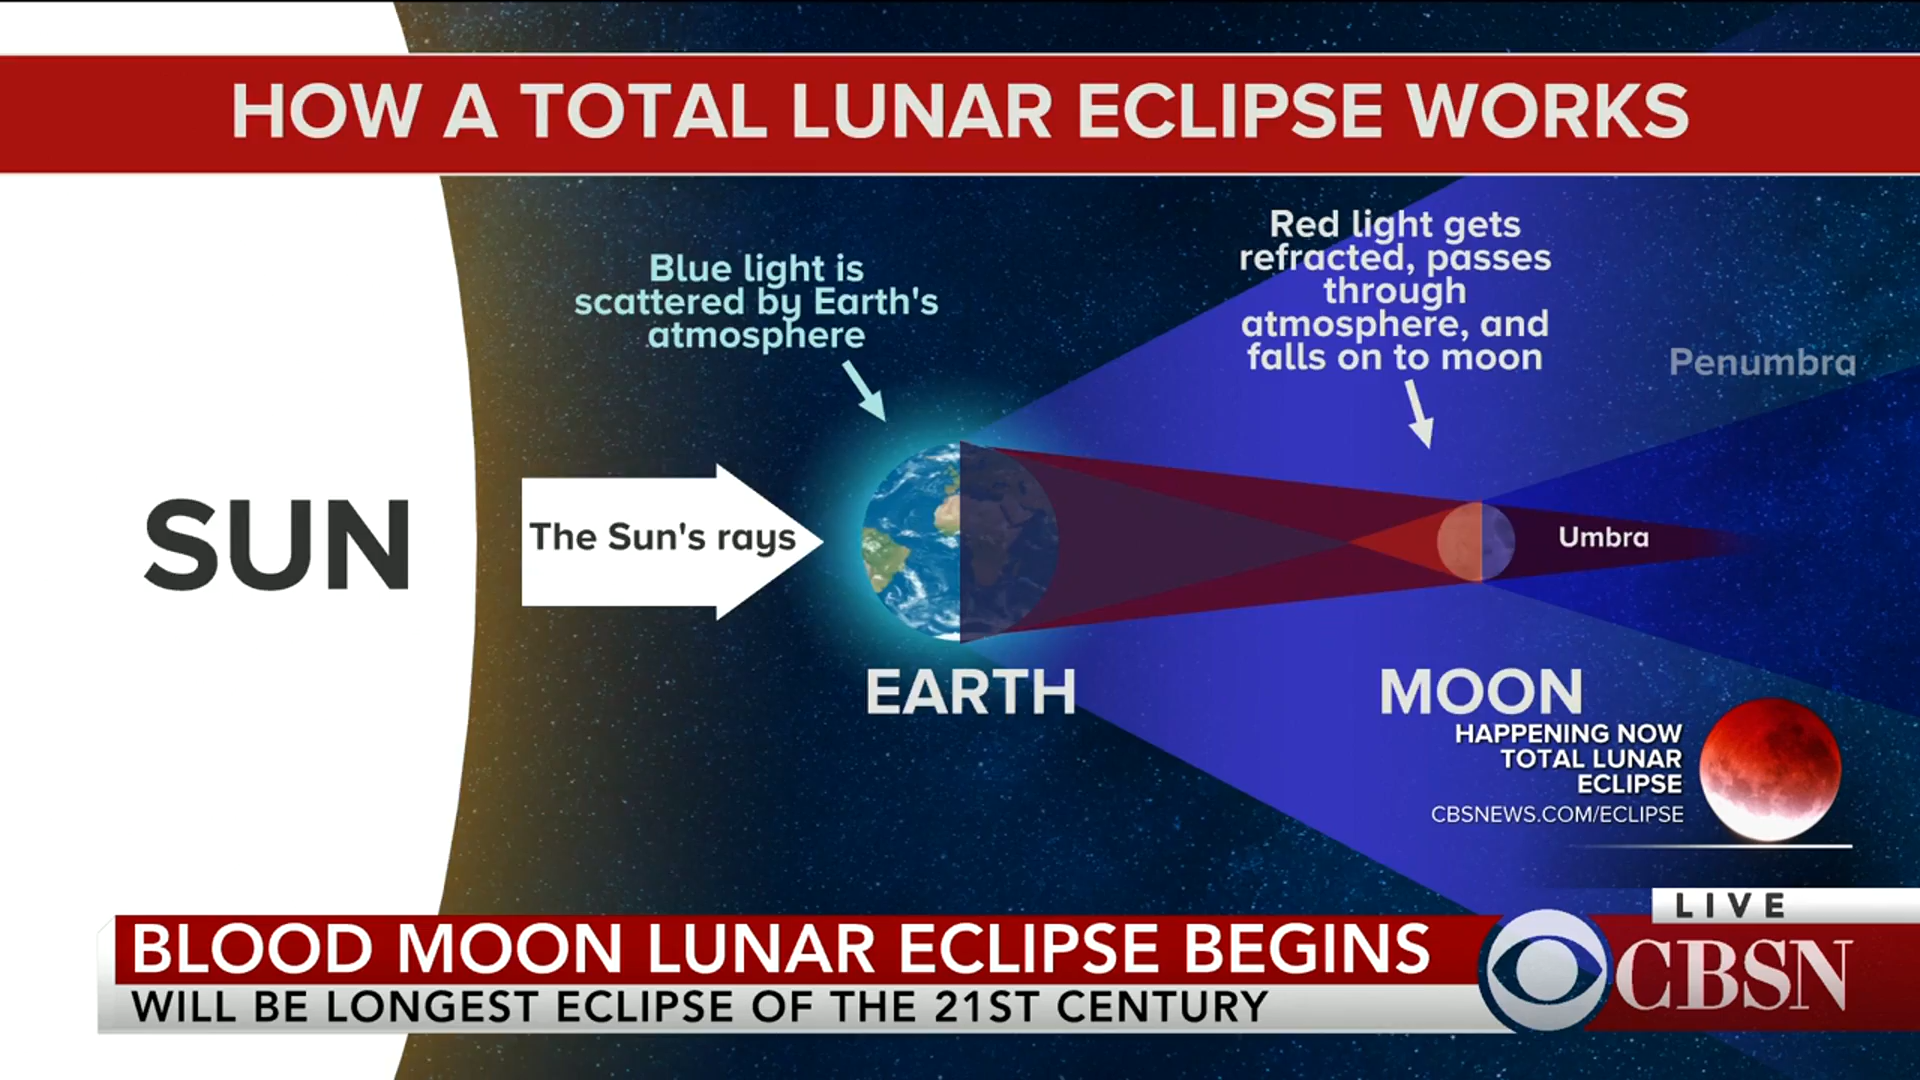 HOW A TOTAL LUNAR ECLIPSE WORKS
Blue light is
scattered by Earth's
atmosphere
Red light gets
refracted, passes
through
atmosphere, and
falls on to moon
Penumbra
SUN
The Sun's rays
Umbra
EARTH
MOON
HAPPENING NOW
TOTAL LUNAR
ECLIPSE
CBSNEWS.COM/ECLIPSE
LIVE
BLOOD MOON LUNAR ECLIPSE BEGINS
WILL BE LONGEST ECLIPSE OF THE 21ST CENTURY
CBSN